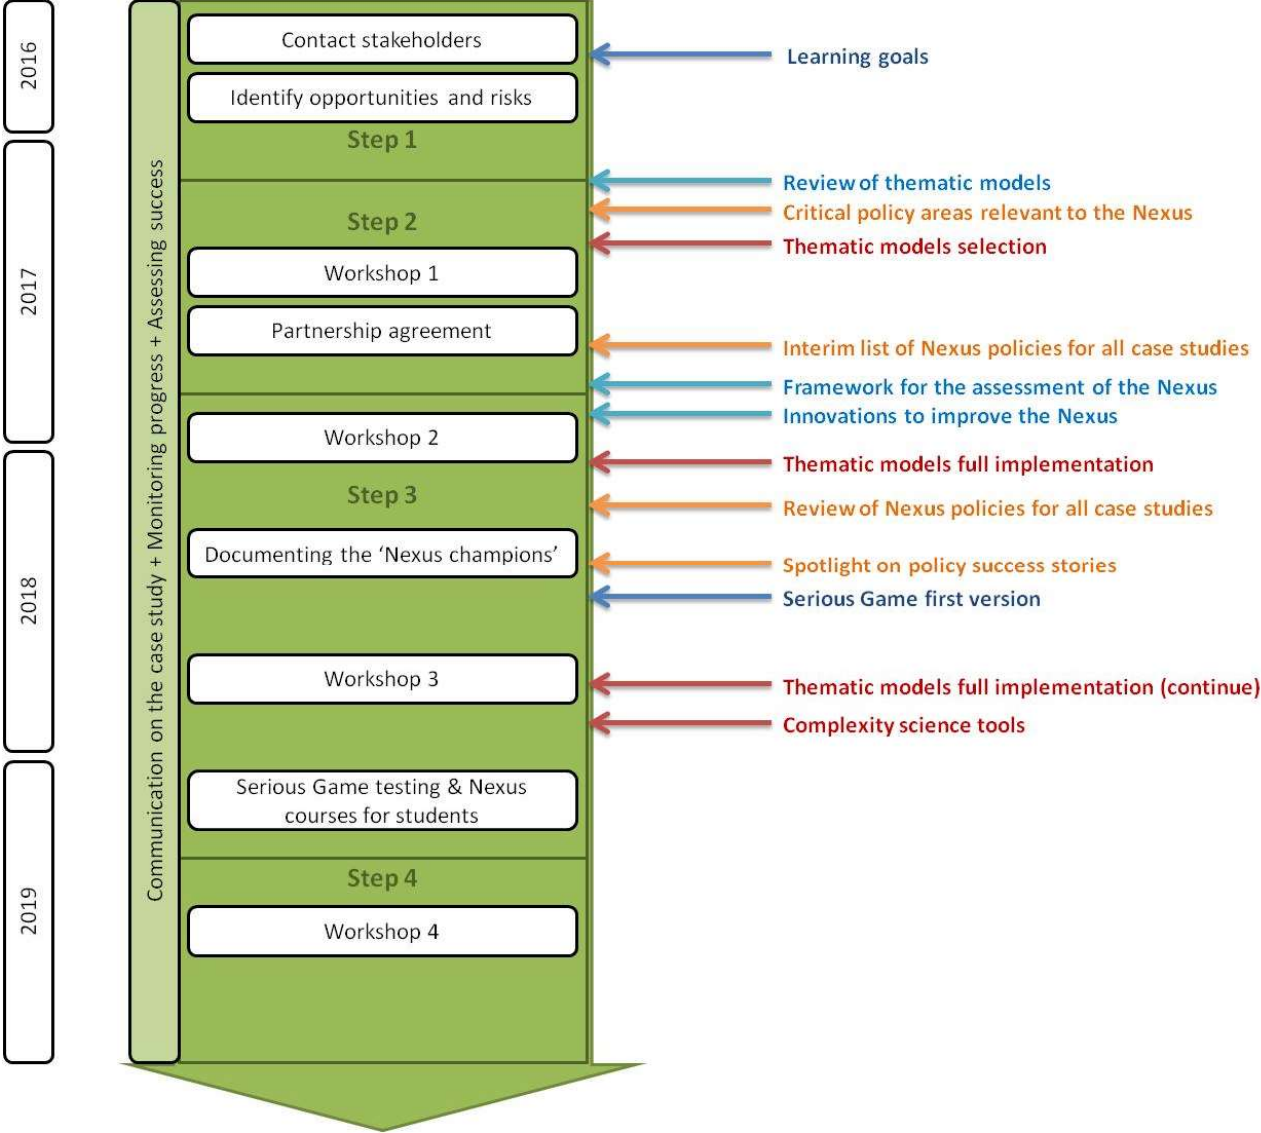 2016
2017
2018
2019
Communication on the case study + Monitoring progress + Assessing success
Contact stakeholders
Identify opportunities and risks
Step 1
Step 2
Workshop 1
Partnership agreement
Workshop 2
Step 3
Documenting the ‘Nexus champions’
Workshop 3
Serious Game testing & Nexus
courses for students
Step 4
Workshop 4
Learning goals
Review of thematic models
Critical policy areas relevant to the Nexus
Thematic models selection
Interim list of Nexus policies for all case studies
Framework for the assessment of the Nexus
Innovations to improve the Nexus
Thematic models full implementation
Review of Nexus policies for all case studies
Spotlight on policy success stories
Serious Game first version
Thematic models full implementation (continue)
Complexity science tools